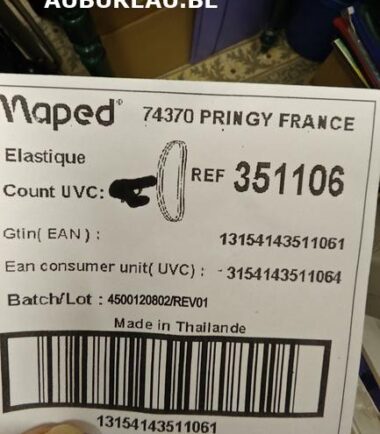 AUBUREAU.BE
Maped® 74370 PRINGY FRANCE
Elastique
REF 351106
Count UVC:
Gtin( EAN ) : 13154143511061
Ean consumer unit( UVC ) : 3154143511064
Batch/Lot : 4500120802/REV01
Made in Thailande
13154143511061